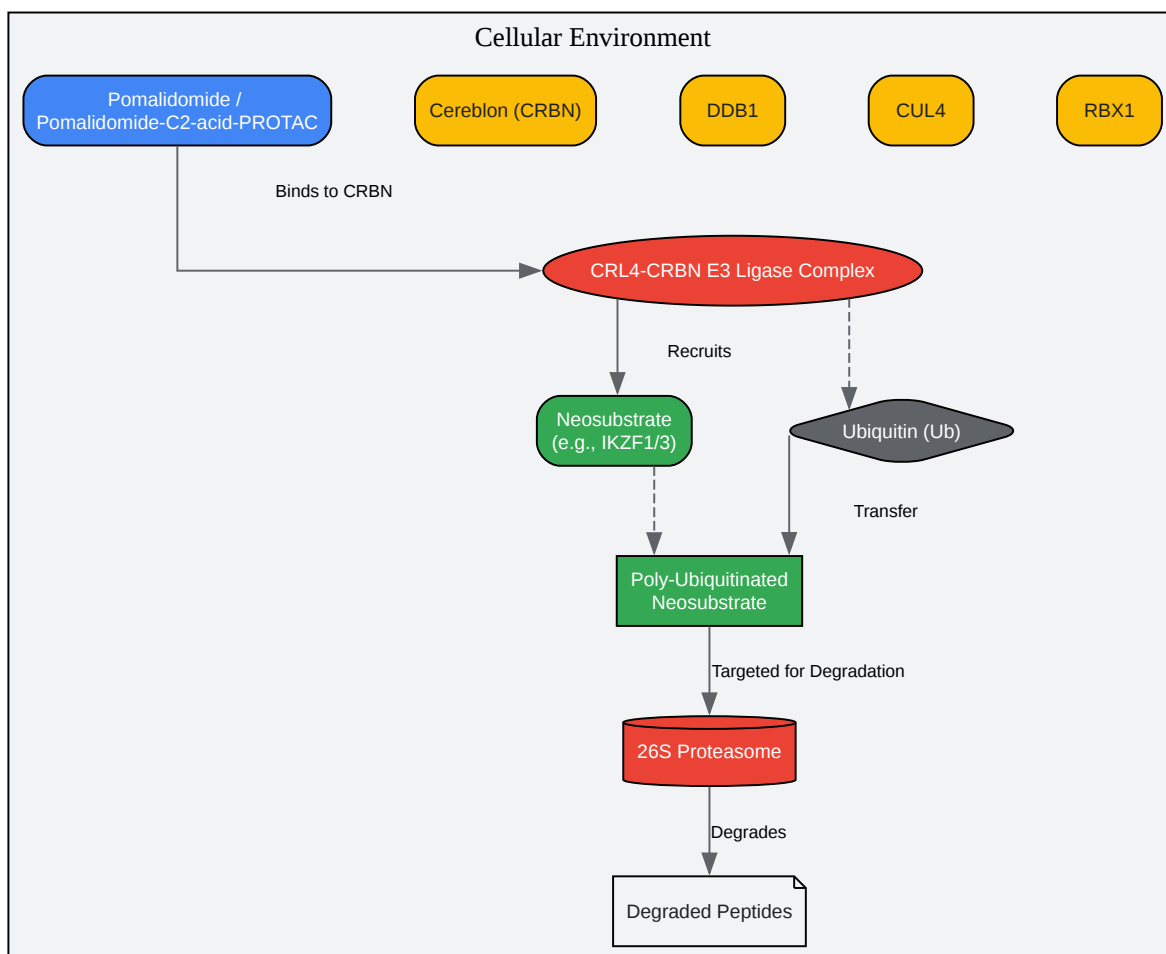 Cellular Environment
Pomalidomide /
Pomalidomide-C2-acid-PROTAC
Cereblon (CRBN)
DDB1
CUL4
RBX1
Binds to CRBN
CRL4-CRBN E3 Ligase Complex
Recruits
Neosubstrate
(e.g., IKZF1/3)
Ubiquitin (Ub)
Transfer
Poly-Ubiquitinated
Neosubstrate
Targeted for Degradation
26S Proteasome
Degrades
Degraded Peptides